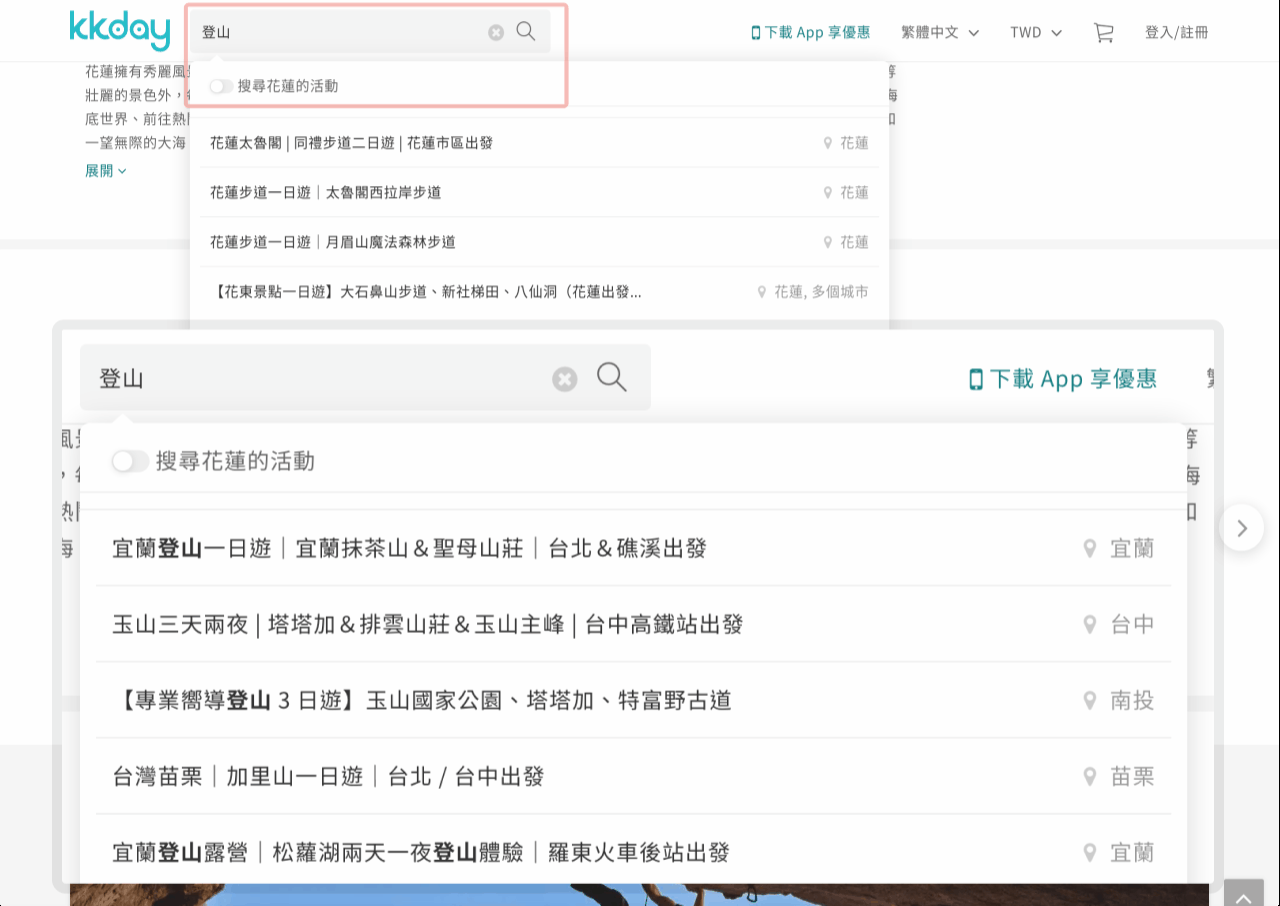 kkday
登山
下載 App 享優惠
繁體中文
TWD
登入/註冊
花蓮擁有秀麗風
壯麗的景色外，
底世界、前往熱
一望無際的大海
展開
等
海
和
搜尋花蓮的活動
花蓮太魯閣 | 同禮步道二日遊 | 花蓮市區出發
花蓮
花蓮步道一日遊｜太魯閣西拉岸步道
花蓮
花蓮步道一日遊｜月眉山魔法森林步道
花蓮
【花東景點一日遊】大石鼻山步道、新社梯田、八仙洞（花蓮出發...
花蓮, 多個城市
登山
下載 App 享優惠
搜尋花蓮的活動
風
等
海
海
宜蘭登山一日遊｜宜蘭抹茶山＆聖母山莊｜台北＆礁溪出發
宜蘭
玉山三天兩夜 | 塔塔加＆排雲山莊＆玉山主峰 | 台中高鐵站出發
台中
【專業嚮導登山 3 日遊】玉山國家公園、塔塔加、特富野古道
南投
台灣苗栗｜加里山一日遊｜台北 / 台中出發
苗栗
宜蘭登山露營｜松蘿湖兩天一夜登山體驗｜羅東火車後站出發
宜蘭